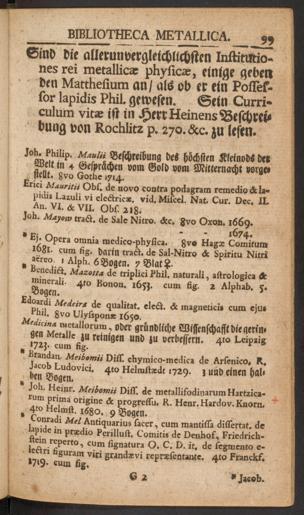 BIBLIOTHECA METALLICA. 99
Sind die allerunvergleichlichsten Institutio-
nes rei metallicæ physicæ, einige geben
den Matthesium an/ als ob er ein Posses-
sor lapidis Phil. gewesen. Sein Curri-
culum vitæ ist in Herr Heinens Beschrei-
bung von Rochlitz p. 270. &c. zu lesen.
Joh. Philip. Maulii Beschreibung des höchsten Kleinods der
Welt in 4 Gesprächen vom Gold vom Mitternacht vorge-
stellt. 8vo Gothe 1714.
Erici Mauritii Obs. de novo contra podagram remedio & la-
pidis Lazuli vi electricæ, vid. Miscel. Nat. Cur. Dec. II.
An. VI. & VII. Obs. 218.
Joh. Mayow tract. de Sale Nitro. &c. 8vo Oxon. 1669.
- - 1674.
* Ej. Opera omnia medico-physica. 8vo Hagæ Comitum
1681. cum fig. darin tract. de Sal-Nitro & Spiritu Nitri
aëreo. 1 Alph. 6 Bogen. 7 Blat 8.
* Benedict. Mazotta de triplici Phil. naturali, astrologica &
minerali. 4to Bonon. 1653. cum fig. 2 Alphab. 5.
Bogen.
Edoardi Medeira de qualitat. elect. & magneticis cum ejus
Phil. 8vo Ulyssiponæ 1650.
Medicina metallorum, oder gründliche Wissenschafft die gerin-
gen Metalle zu reinigen und zu verbessern. 4to Leipzig
1723. cum fig.
* Brandan. Meibomii Diss. chymico-medica de Arsenico, R.
Jacob Ludovici. 4to Helmstædt 1729. 3 und einen hal-
ben Bogen.
* Joh. Heinr. Meibomii Diss. de metallifodinarum Hartzica-
rum prima origine & progressu, R. Henr. Hardov. Knorn.
4to Helmst. 1680. 9 Bogen.
* Conradi Mel Antiquarius sacer, cum mantissa dissertat. de
lapide in prædio Perillust. Comitis de Denhof, Friedrich-
stein reperto, cum signatura O. C. D. it. de segmento e-
lectri figuram viri grandævi repræsentante. 4to Franckf.
1719. cum fig.
G 2 * Jacob.